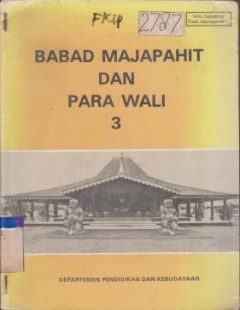 FKIP
2787
BABAD MAJAPAHIT
DAN
PARA WALI
3
DEPARTEMEN PENDIDIKAN DAN KEBUDAYAAN